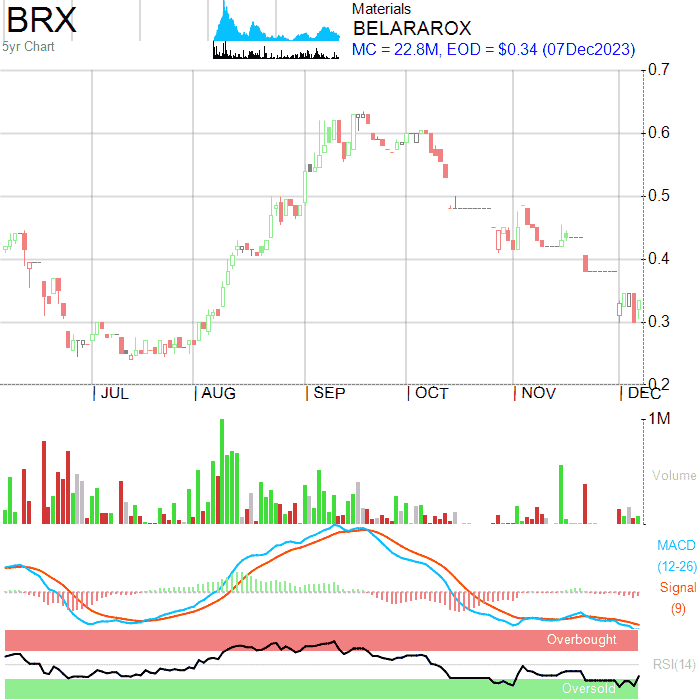 BRX
5yr Chart
Materials
BELARAROX
MC = 22.8M, EOD = $0.34 (07Dec2023)
0.7
0.6
0.5
0.4
0.3
0.2
JUL AUG SEP OCT NOV DEC
1M
Volume
MACD
(12-26)
Signal
(9)
Overbought
RSI(14)
Oversold